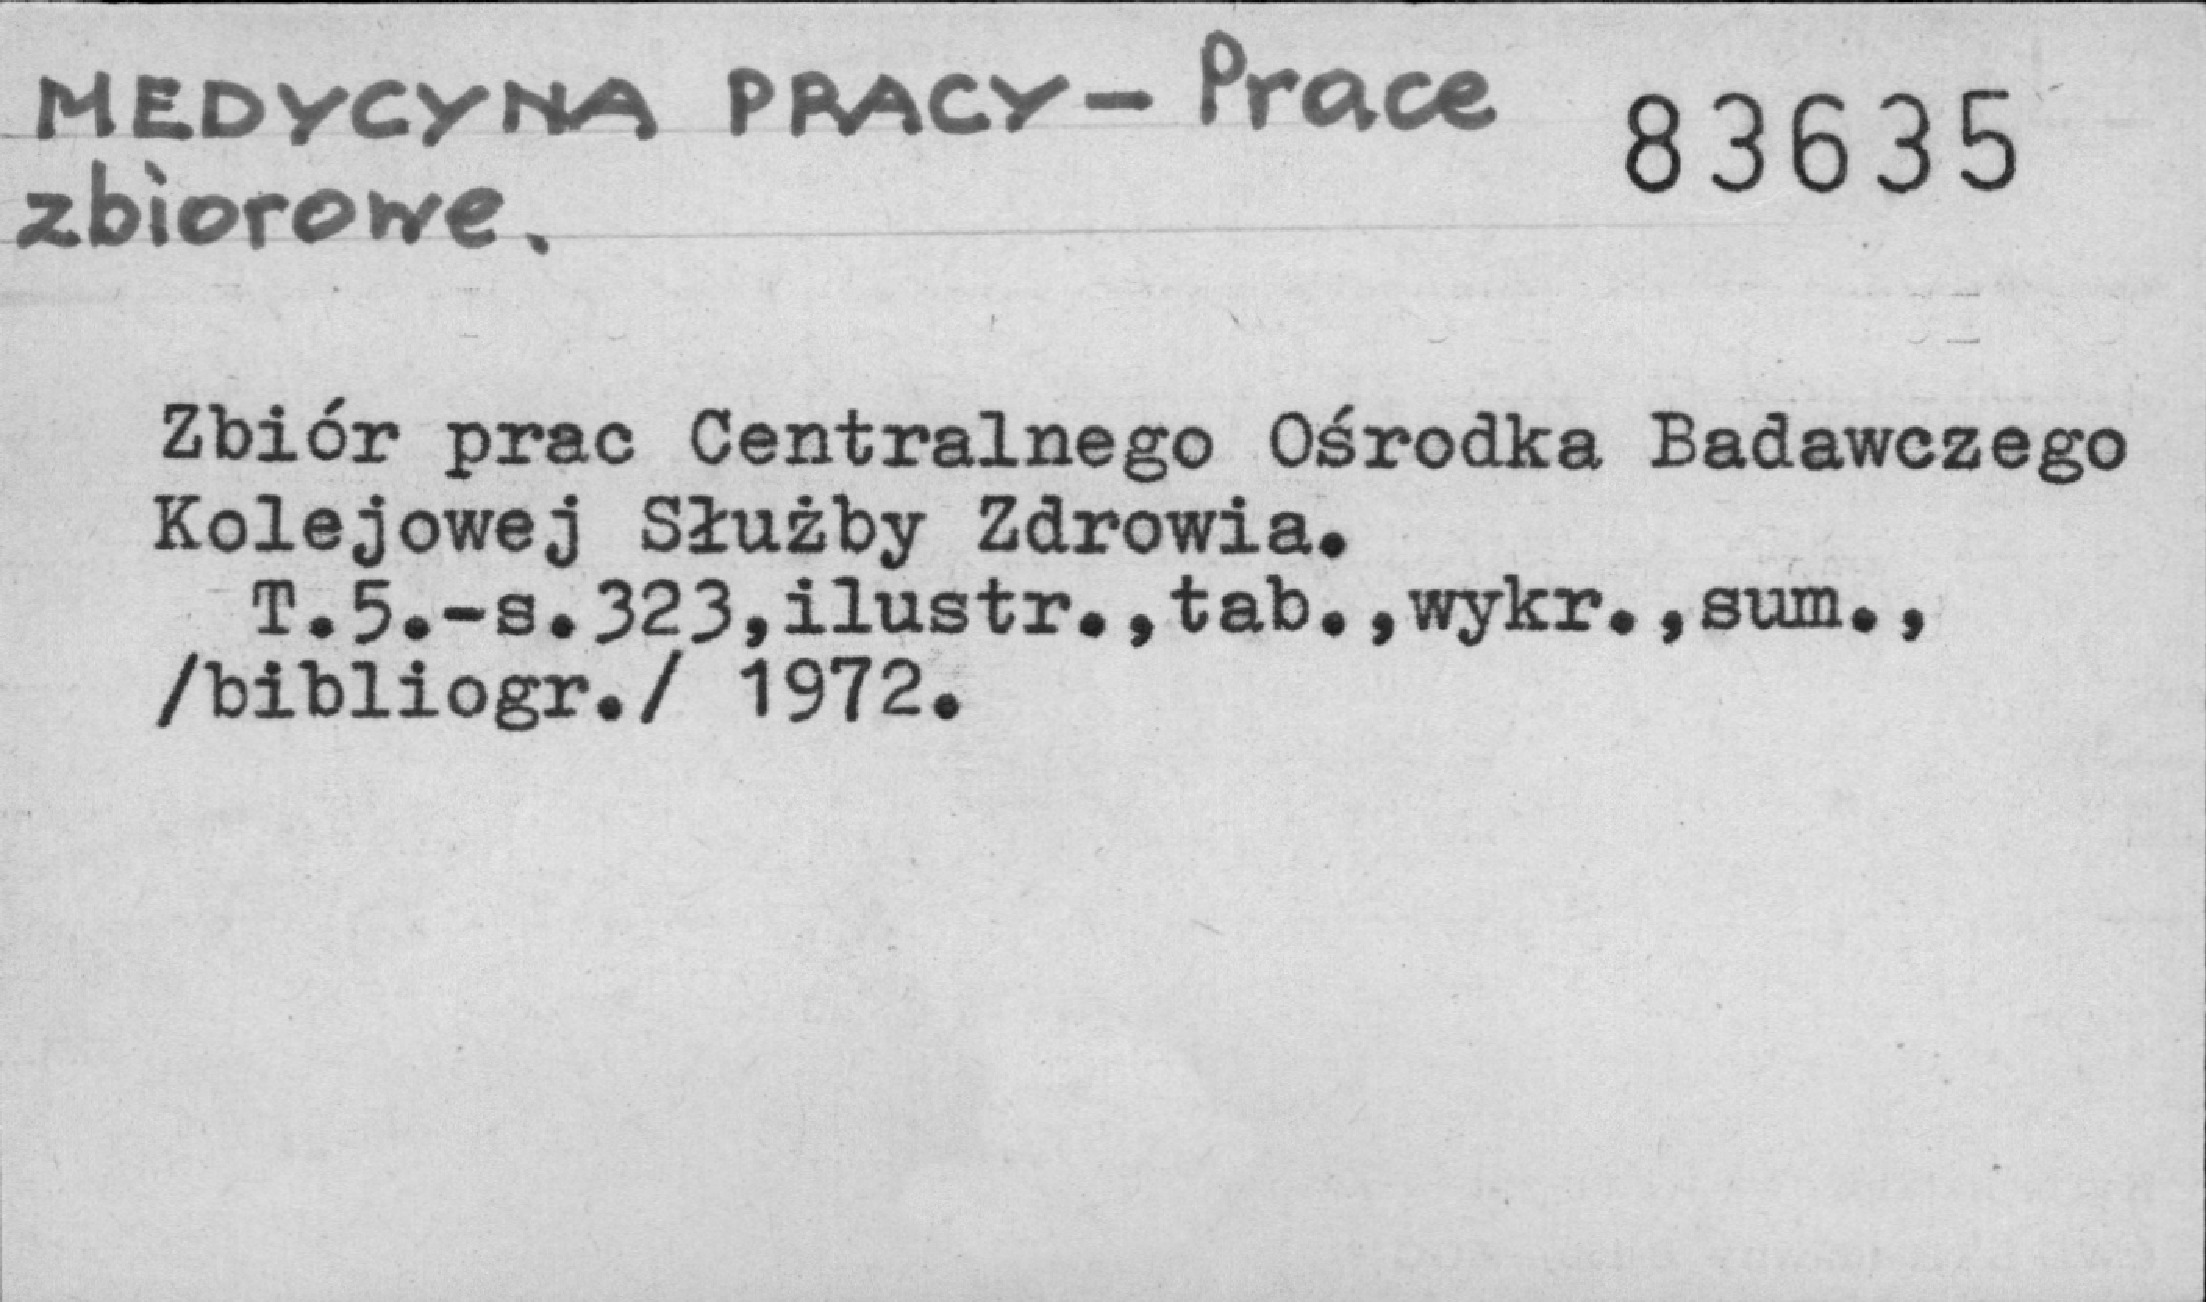 MEDYCYNA PRACY - Prace 83635
zbiorowe.
Zbiór prac Centralnego Ośrodka Badawczego
Kolejowej Służby Zdrowia.
T.5.-s.323,ilustr.,tab.,wykr.,sum.,
/bibliogr./ 1972.